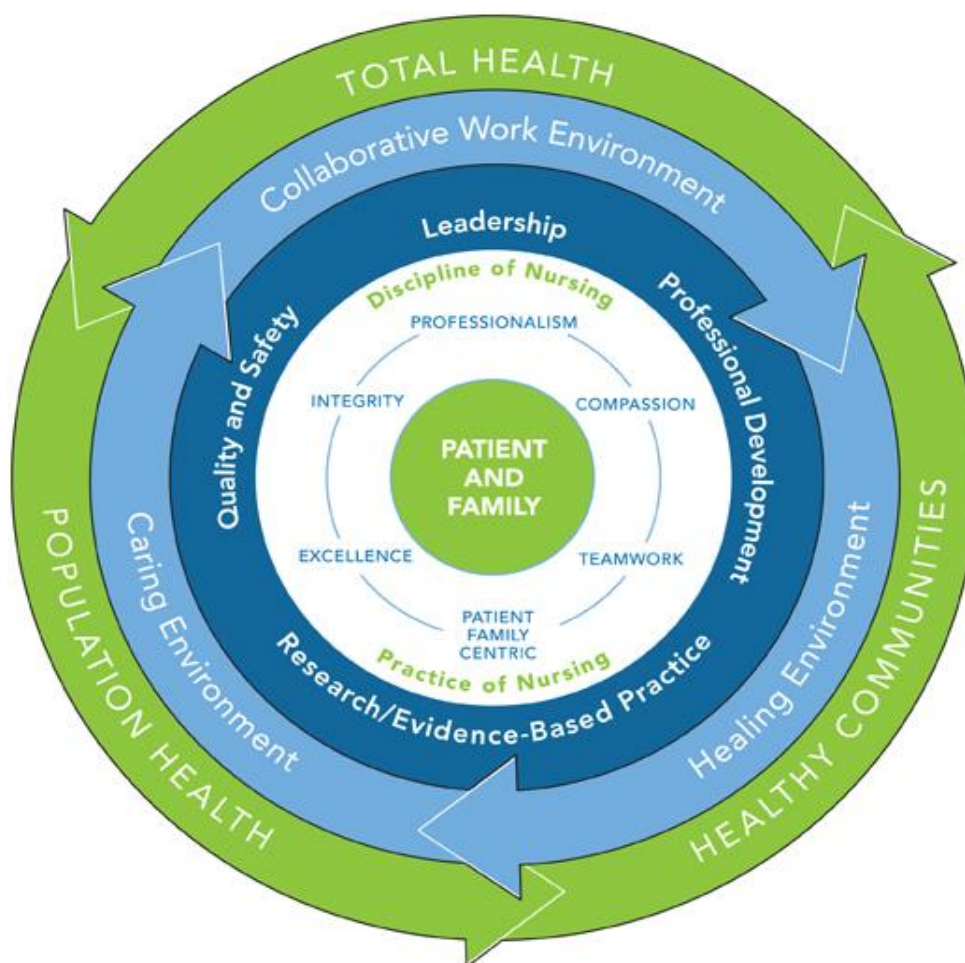 TOTAL HEALTH
Collaborative Work Environment
Leadership
Discipline of Nursing
PROFESSIONALISM
INTEGRITY
COMPASSION
PATIENT
AND
FAMILY
EXCELLENCE
TEAMWORK
PATIENT
FAMILY
CENTRIC
Practice of Nursing
Quality and Safety
Professional Development
Research/Evidence-Based Practice
Caring Environment
Healing Environment
POPULATION HEALTH
HEALTHY COMMUNITIES